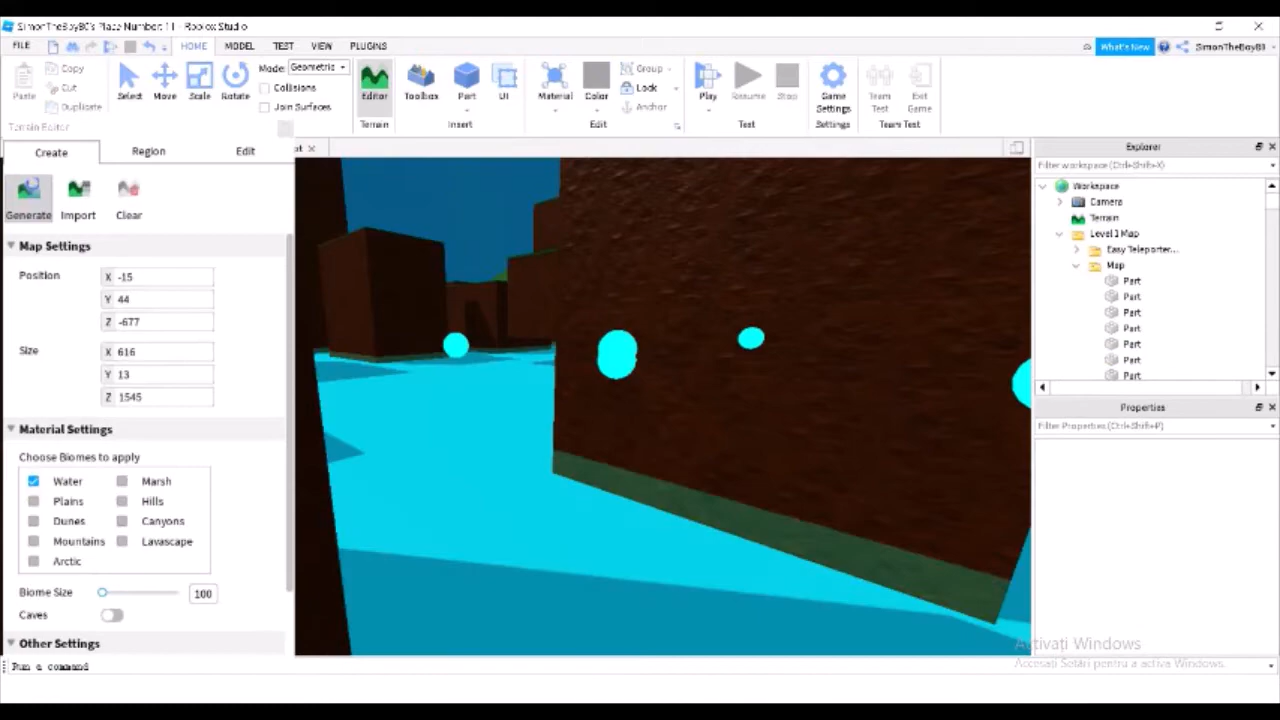 SimonTheBoyB0's Place Number: 11 - Roblox Studio
FILE HOME MODEL TEST VIEW PLUGINS What's New SimonTheBoyB0
Paste Copy Cut Duplicate
Select Move Scale Rotate
Mode: Geometric
Collisions
Join Surfaces
Editor Toolbox Part UI Material Color
Group
Lock
Anchor
Play Resume Stop Game Settings Team Test Exit Game
Terrain Insert Edit Test Settings Team Test
Terrain Editor
Create Region Edit
Generate Import Clear
Map Settings
Position X -15
Y 44
Z -677
Size X 616
Y 13
Z 1545
Material Settings
Choose Biomes to apply
Water Marsh
Plains Hills
Dunes Canyons
Mountains Lavascape
Arctic
Biome Size 100
Caves
Other Settings
Run a command
Explorer
Filter workspace (Ctrl+Shift+X)
Workspace
Camera
Terrain
Level 1 Map
Easy Teleporter...
Map
Part
Part
Part
Part
Part
Part
Part
Properties
Filter Properties (Ctrl+Shift+P)
Activați Windows
Accesați Setări pentru a activa Windows.